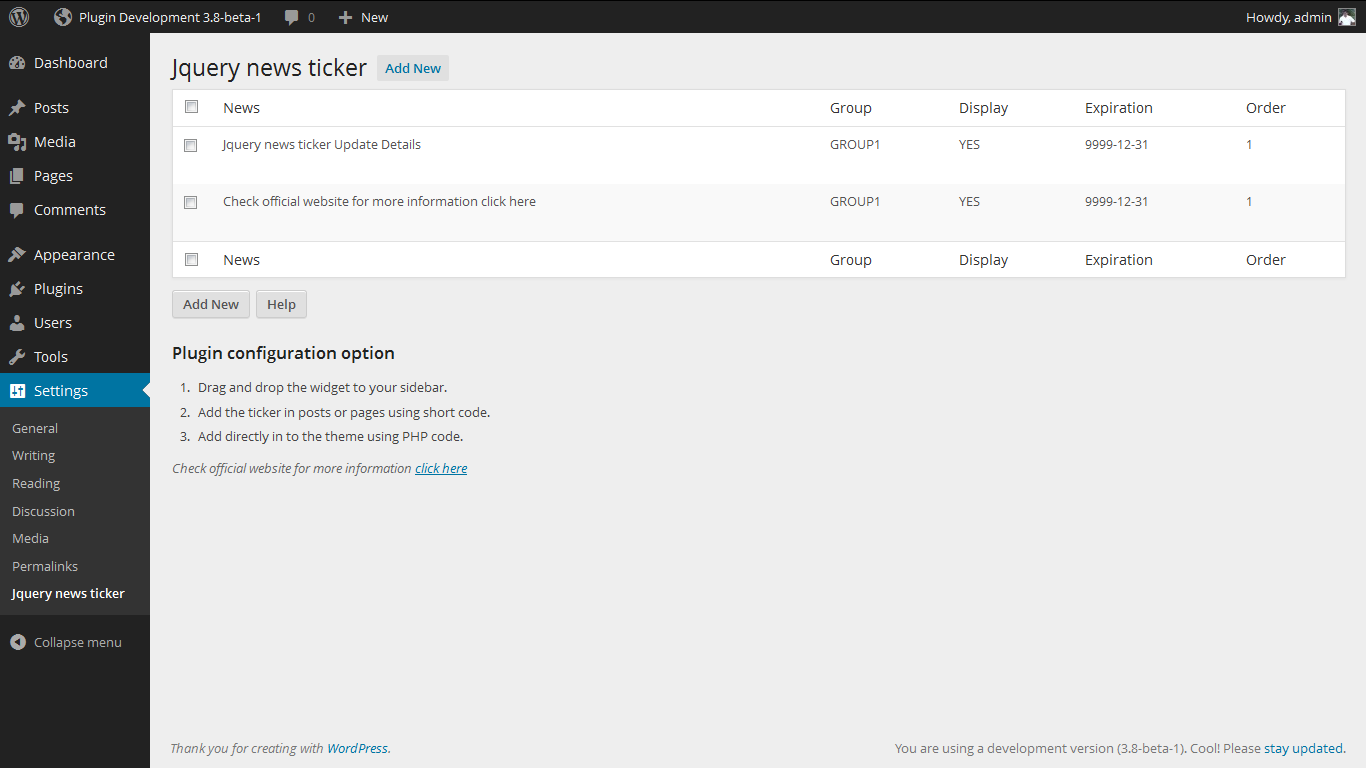 Plugin Development 3.8-beta-1 0 New Howdy, admin
Dashboard
Posts
Media
Pages
Comments
Appearance
Plugins
Users
Tools
Settings
General
Writing
Reading
Discussion
Media
Permalinks
Jquery news ticker
Collapse menu
Jquery news ticker Add New
News Group Display Expiration Order
Jquery news ticker Update Details GROUP1 YES 9999-12-31 1
Check official website for more information click here GROUP1 YES 9999-12-31 1
News Group Display Expiration Order
Add New Help
Plugin configuration option
1. Drag and drop the widget to your sidebar.
2. Add the ticker in posts or pages using short code.
3. Add directly in to the theme using PHP code.
Check official website for more information click here
Thank you for creating with WordPress. You are using a development version (3.8-beta-1). Cool! Please stay updated.